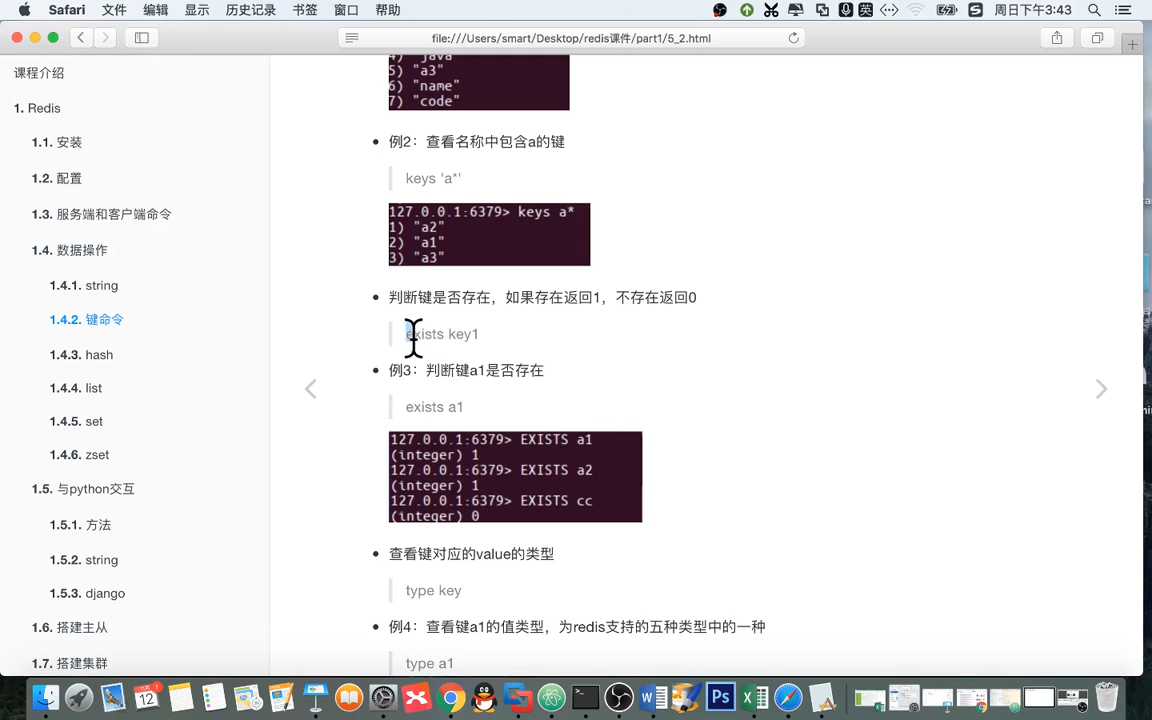 Safari 文件 编辑 显示 历史记录 书签 窗口 帮助 英 周日下午3:43
file:///Users/smart/Desktop/redis课件/part1/5_2.html
课程介绍
1. Redis
1.1. 安装
1.2. 配置
1.3. 服务端和客户端命令
1.4. 数据操作
1.4.1. string
1.4.2. 键命令
1.4.3. hash
1.4.4. list
1.4.5. set
1.4.6. zset
1.5. 与python交互
1.5.1. 方法
1.5.2. string
1.5.3. django
1.6. 搭建主从
1.7. 搭建集群
4) "java"
5) "a3"
6) "name"
7) "code"
例2：查看名称中包含a的键
keys 'a*'
127.0.0.1:6379> keys a*
1) "a2"
2) "a1"
3) "a3"
判断键是否存在，如果存在返回1，不存在返回0
exists key1
例3：判断键a1是否存在
exists a1
127.0.0.1:6379> EXISTS a1
(integer) 1
127.0.0.1:6379> EXISTS a2
(integer) 1
127.0.0.1:6379> EXISTS cc
(integer) 0
查看键对应的value的类型
type key
例4：查看键a1的值类型，为redis支持的五种类型中的一种
type a1
12
Ps